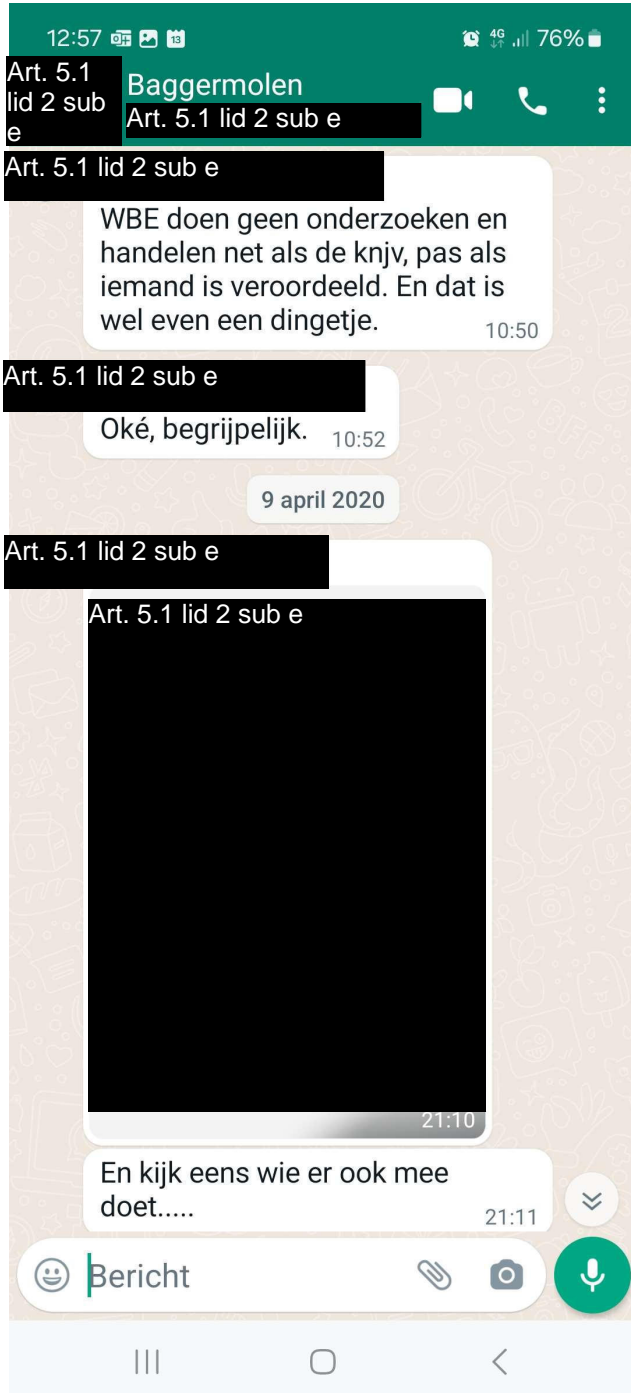 12:57 13 4G 76%
Art. 5.1
lid 2 sub
e
Baggermolen
Art. 5.1 lid 2 sub e
Art. 5.1 lid 2 sub e
WBE doen geen onderzoeken en
handelen net als de knjv, pas als
iemand is veroordeeld. En dat is
wel even een dingetje. 10:50
Art. 5.1 lid 2 sub e
Oké, begrijpelijk. 10:52
9 april 2020
Art. 5.1 lid 2 sub e
Art. 5.1 lid 2 sub e
21:10
En kijk eens wie er ook mee
doet..... 21:11
Bericht